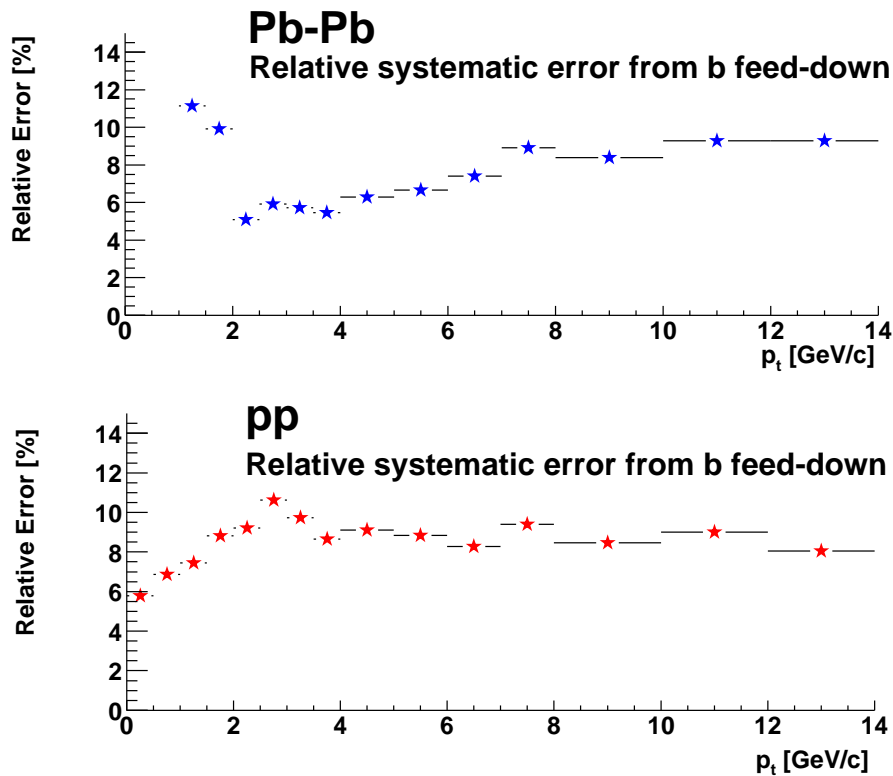 Pb-Pb
Relative systematic error from b feed-down
Relative Error [%]
14
12
10
8
6
4
2
0
0 2 4 6 8 10 12 14
p_t [GeV/c]
pp
Relative systematic error from b feed-down
Relative Error [%]
14
12
10
8
6
4
2
0
0 2 4 6 8 10 12 14
p_t [GeV/c]